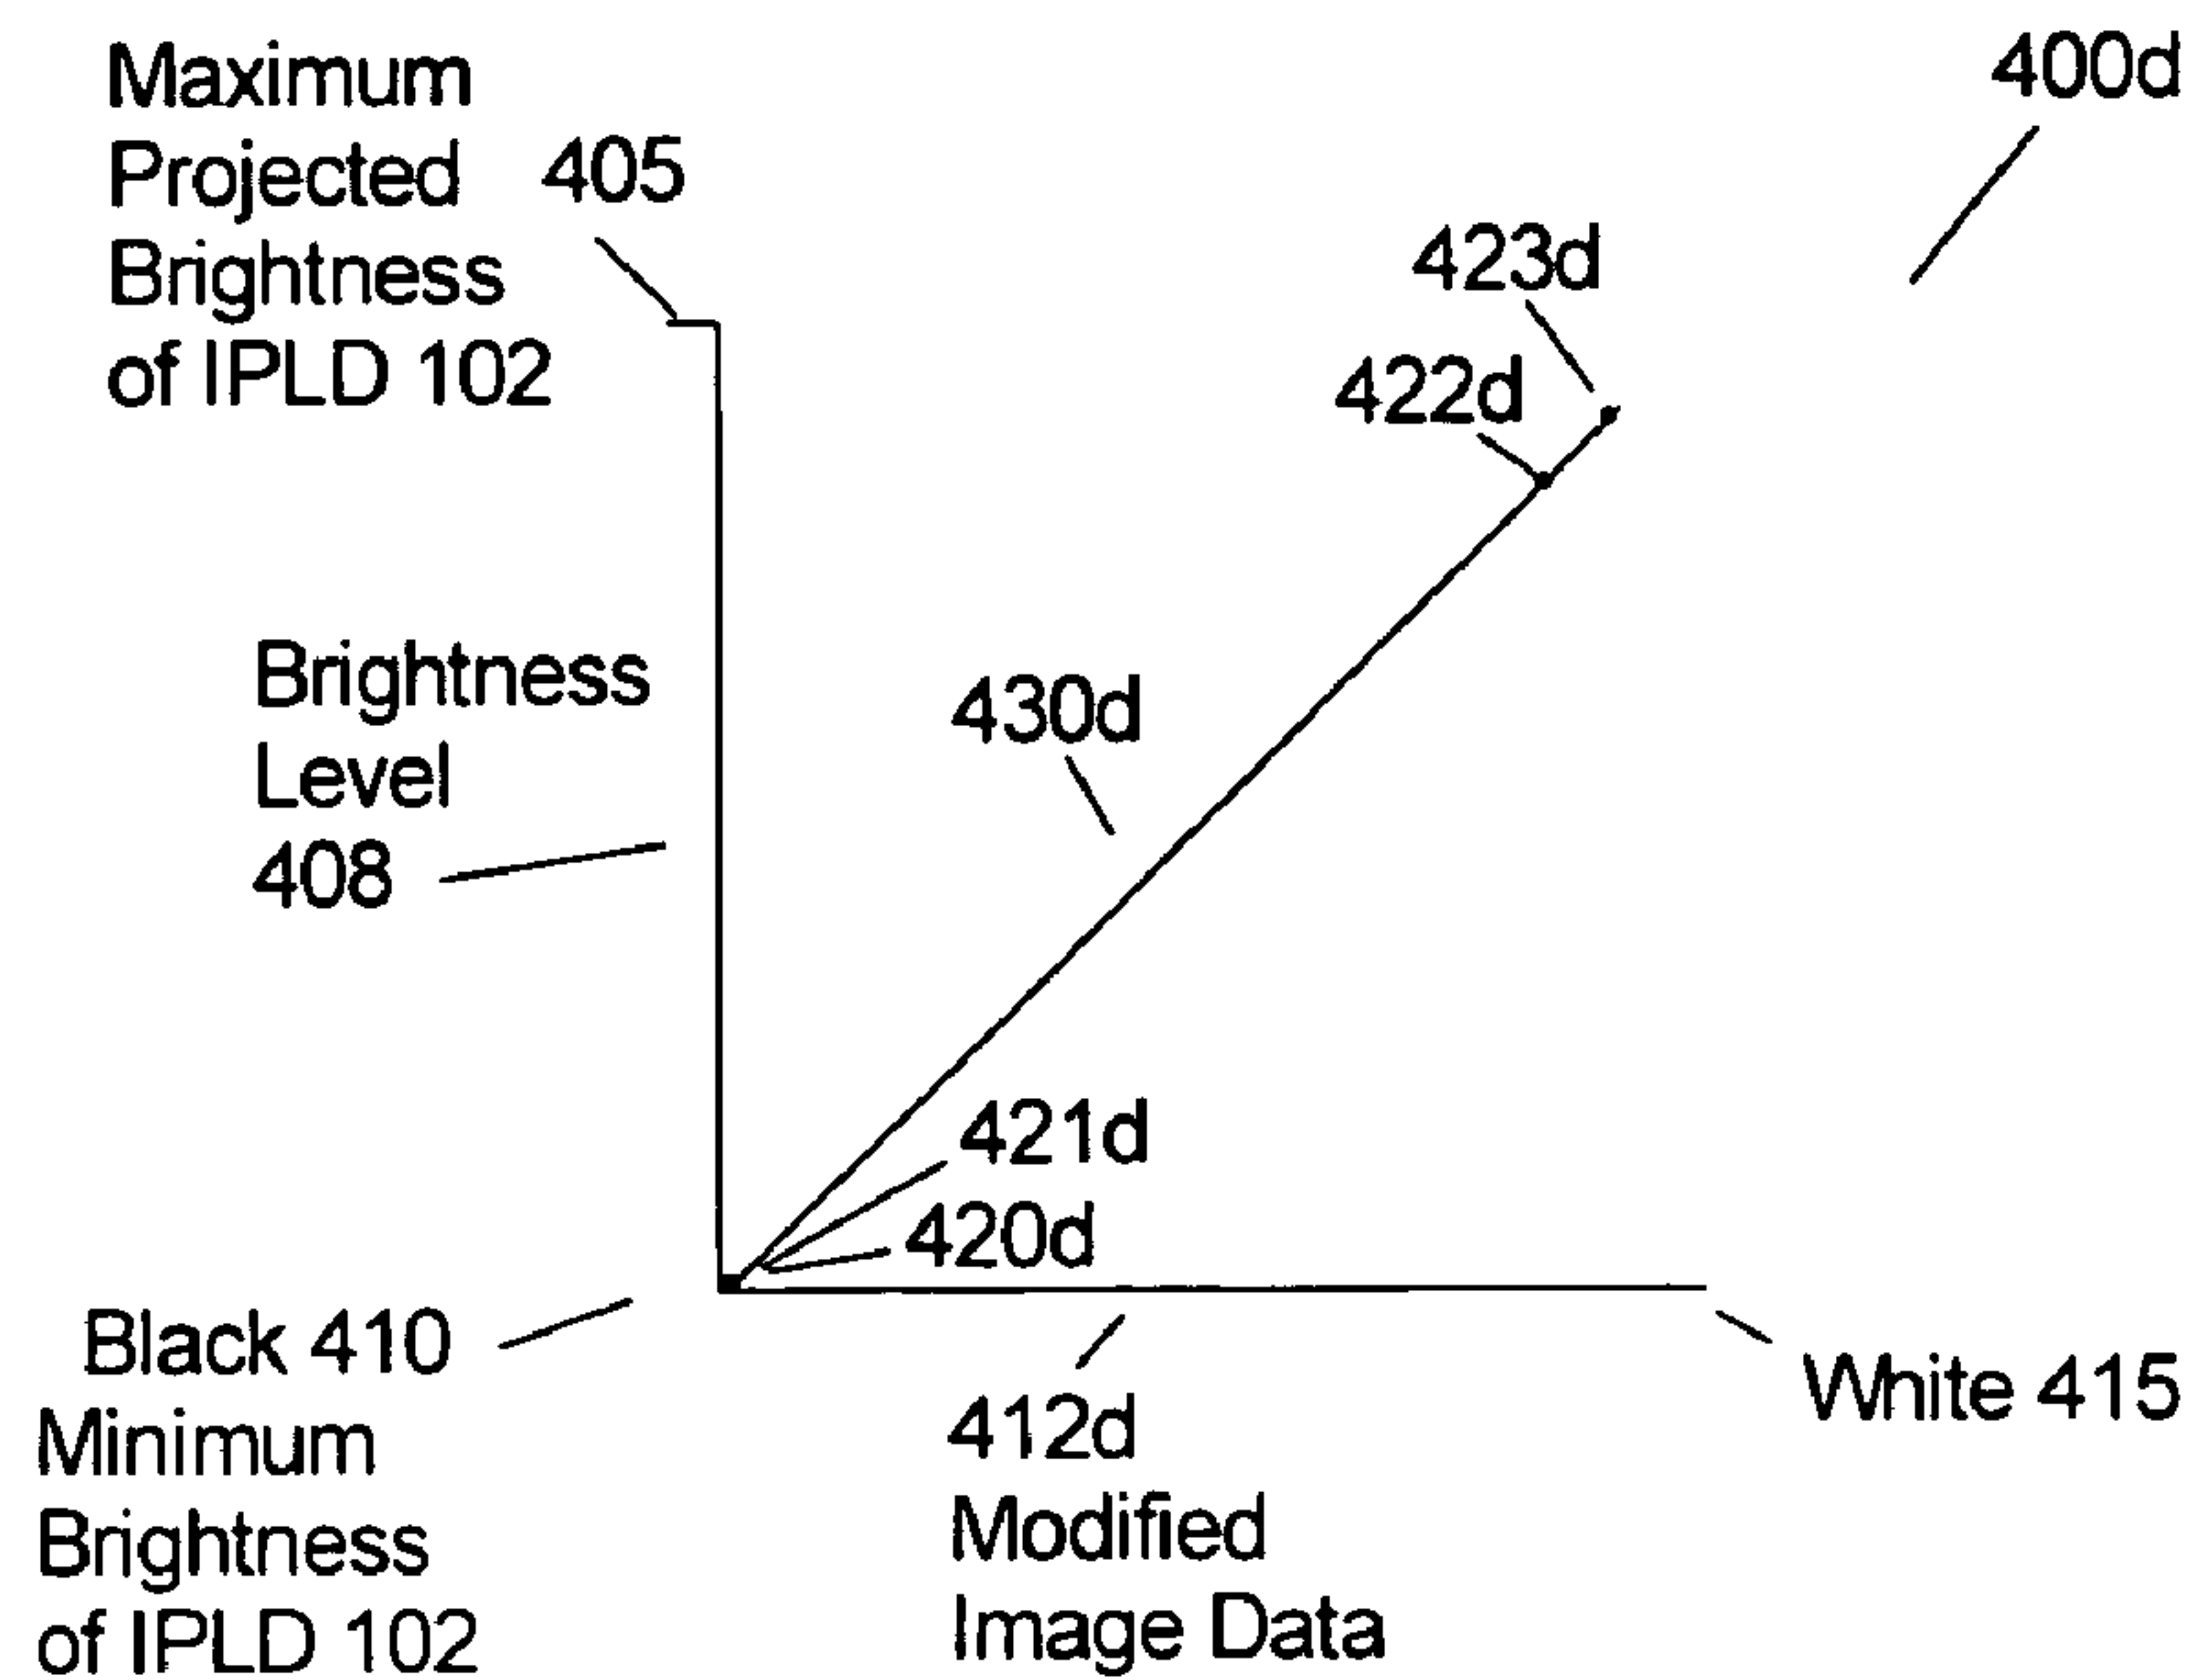 Maximum
Projected 405
Brightness
of IPLD 102
400d
423d
422d
Brightness
Level
408
430d
421d
420d
Black 410
Minimum
Brightness
of IPLD 102
412d
Modified
Image Data
White 415